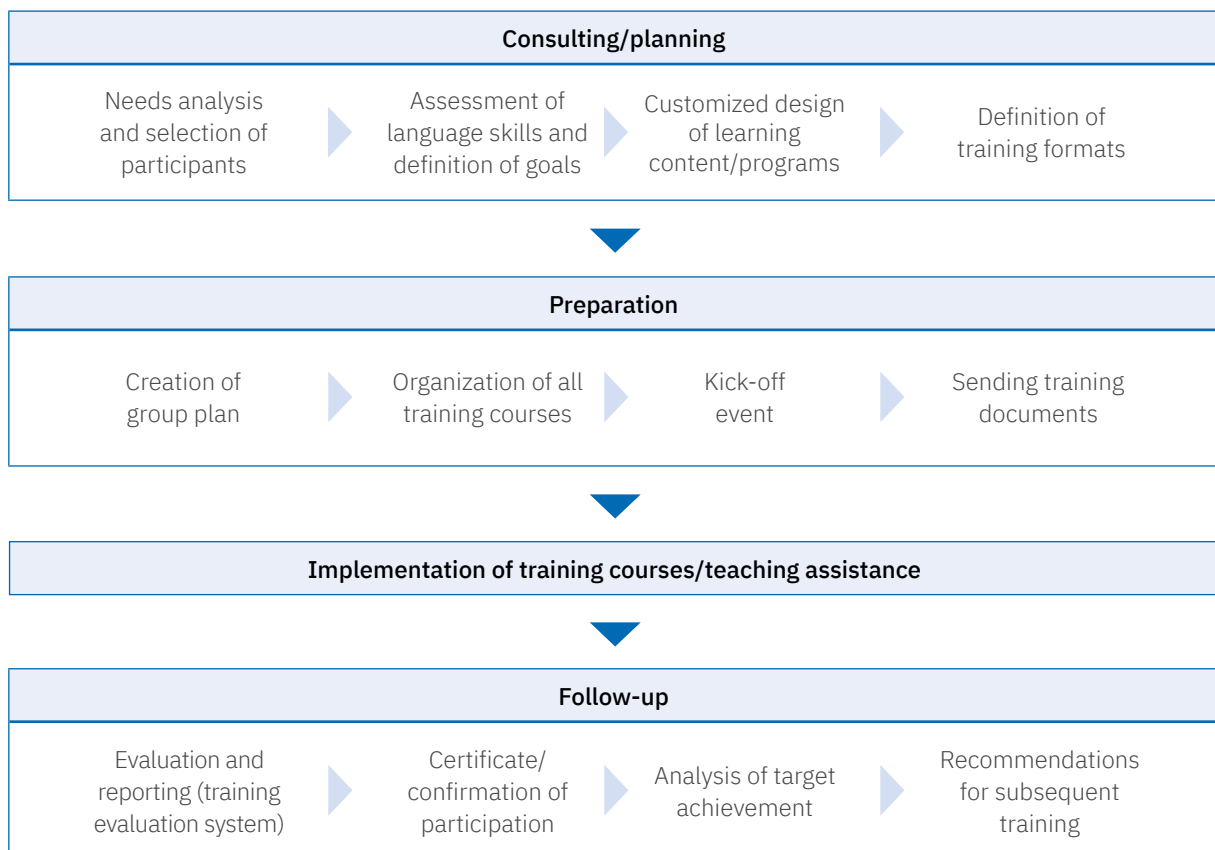 Consulting/planning
Needs analysis
and selection of
participants
Assessment of
language skills and
definition of goals
Customized design
of learning
content/programs
Definition of
training formats
Preparation
Creation of
group plan
Organization of all
training courses
Kick-off
event
Sending training
documents
Implementation of training courses/teaching assistance
Follow-up
Evaluation and
reporting (training
evaluation system)
Certificate/
confirmation of
participation
Analysis of target
achievement
Recommendations
for subsequent
training